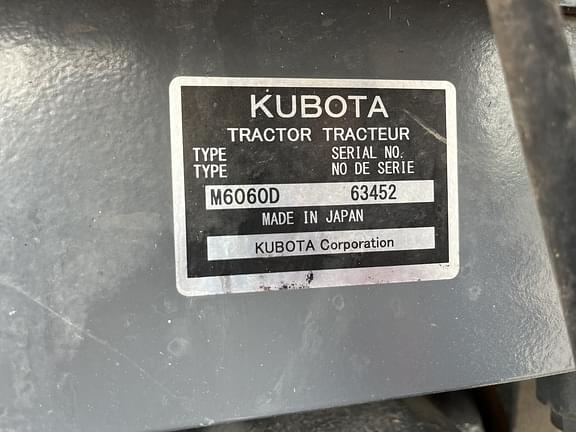 KUBOTA
TRACTOR TRACTEUR
TYPE SERIAL NO.
TYPE NO DE SERIE
M6060D 63452
MADE IN JAPAN
KUBOTA Corporation